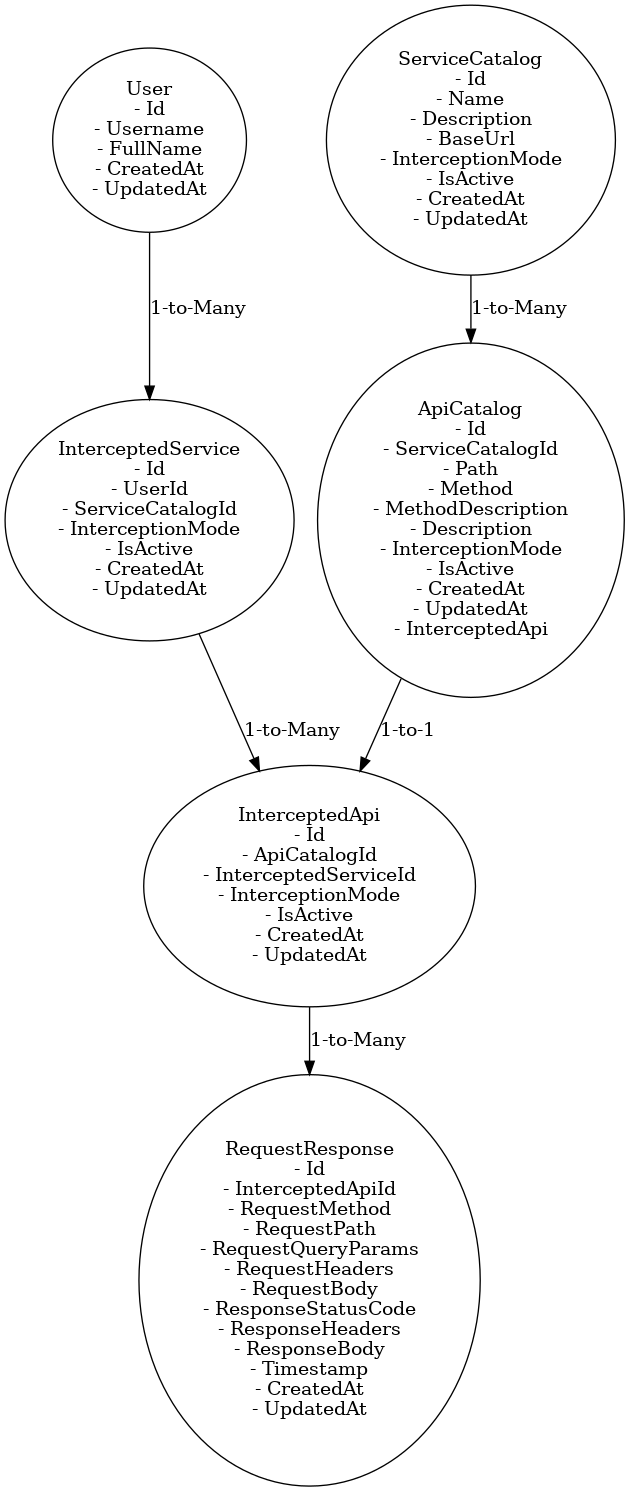 User
- Id
- Username
- FullName
- CreatedAt
- UpdatedAt
ServiceCatalog
- Id
- Name
- Description
- BaseUrl
- InterceptionMode
- IsActive
- CreatedAt
- UpdatedAt
1-to-Many
1-to-Many
InterceptedService
- Id
- UserId
- ServiceCatalogId
- InterceptionMode
- IsActive
- CreatedAt
- UpdatedAt
ApiCatalog
- Id
- ServiceCatalogId
- Path
- Method
- MethodDescription
- Description
- InterceptionMode
- IsActive
- CreatedAt
- UpdatedAt
- InterceptedApi
1-to-Many
1-to-1
InterceptedApi
- Id
- ApiCatalogId
- InterceptedServiceId
- InterceptionMode
- IsActive
- CreatedAt
- UpdatedAt
1-to-Many
RequestResponse
- Id
- InterceptedApiId
- RequestMethod
- RequestPath
- RequestQueryParams
- RequestHeaders
- RequestBody
- ResponseStatusCode
- ResponseHeaders
- ResponseBody
- Timestamp
- CreatedAt
- UpdatedAt